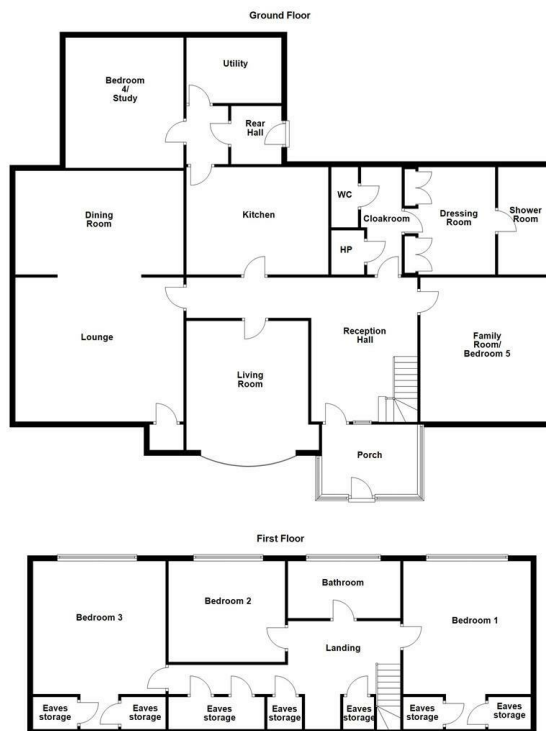 Ground Floor
Bedroom
4/
Study
Utility
Rear
Hall
Dining
Room
Kitchen
WC
Cloakroom
HP
Dressing
Room
Shower
Room
Lounge
Living
Room
Reception
Hall
Family
Room/
Bedroom 5
Porch
First Floor
Bedroom 3
Bedroom 2
Bathroom
Bedroom 1
Landing
Eaves
storage
Eaves
storage
Eaves
storage
Eaves
storage
Eaves
storage
Eaves
storage
Eaves
storage